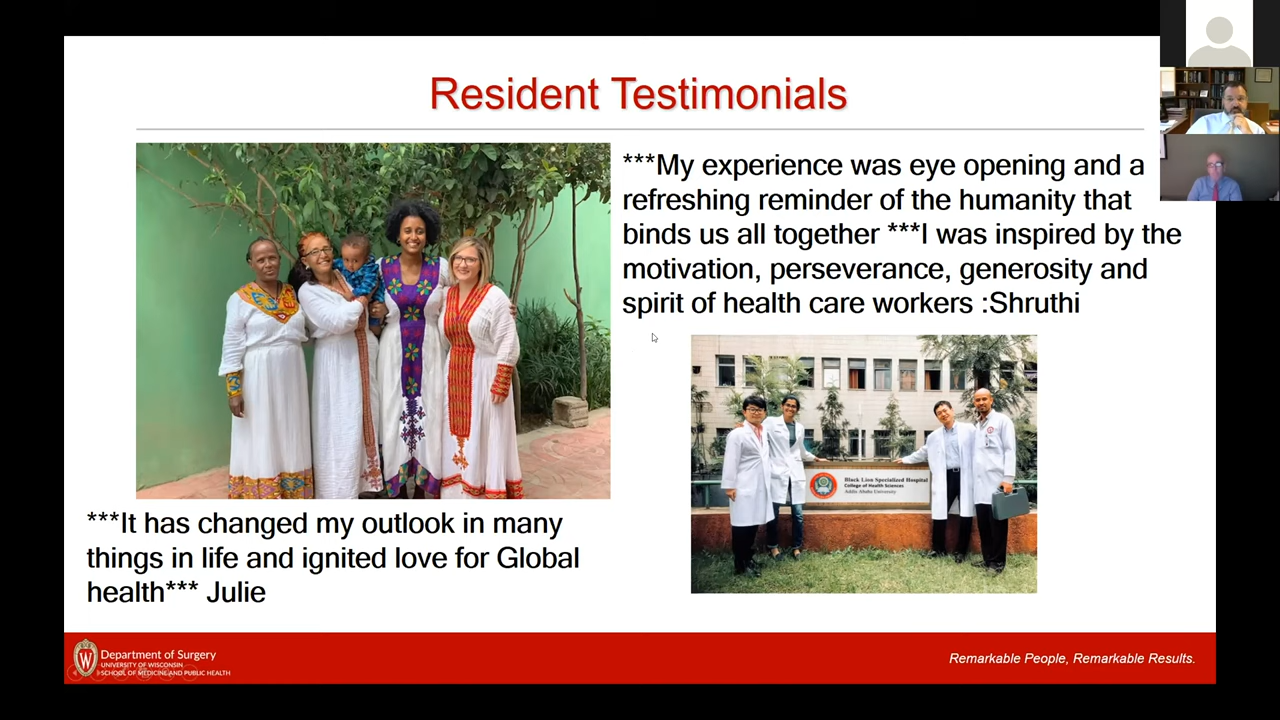 Resident Testimonials
***My experience was eye opening and a
refreshing reminder of the humanity that
binds us all together ***I was inspired by the
motivation, perseverance, generosity and
spirit of health care workers :Shruthi
Black Lion Specialized Hospital
College of Health Sciences
Addis Ababa University
***It has changed my outlook in many
things in life and ignited love for Global
health*** Julie
W
Department of Surgery
UNIVERSITY OF WISCONSIN
SCHOOL OF MEDICINE AND PUBLIC HEALTH
Remarkable People, Remarkable Results.